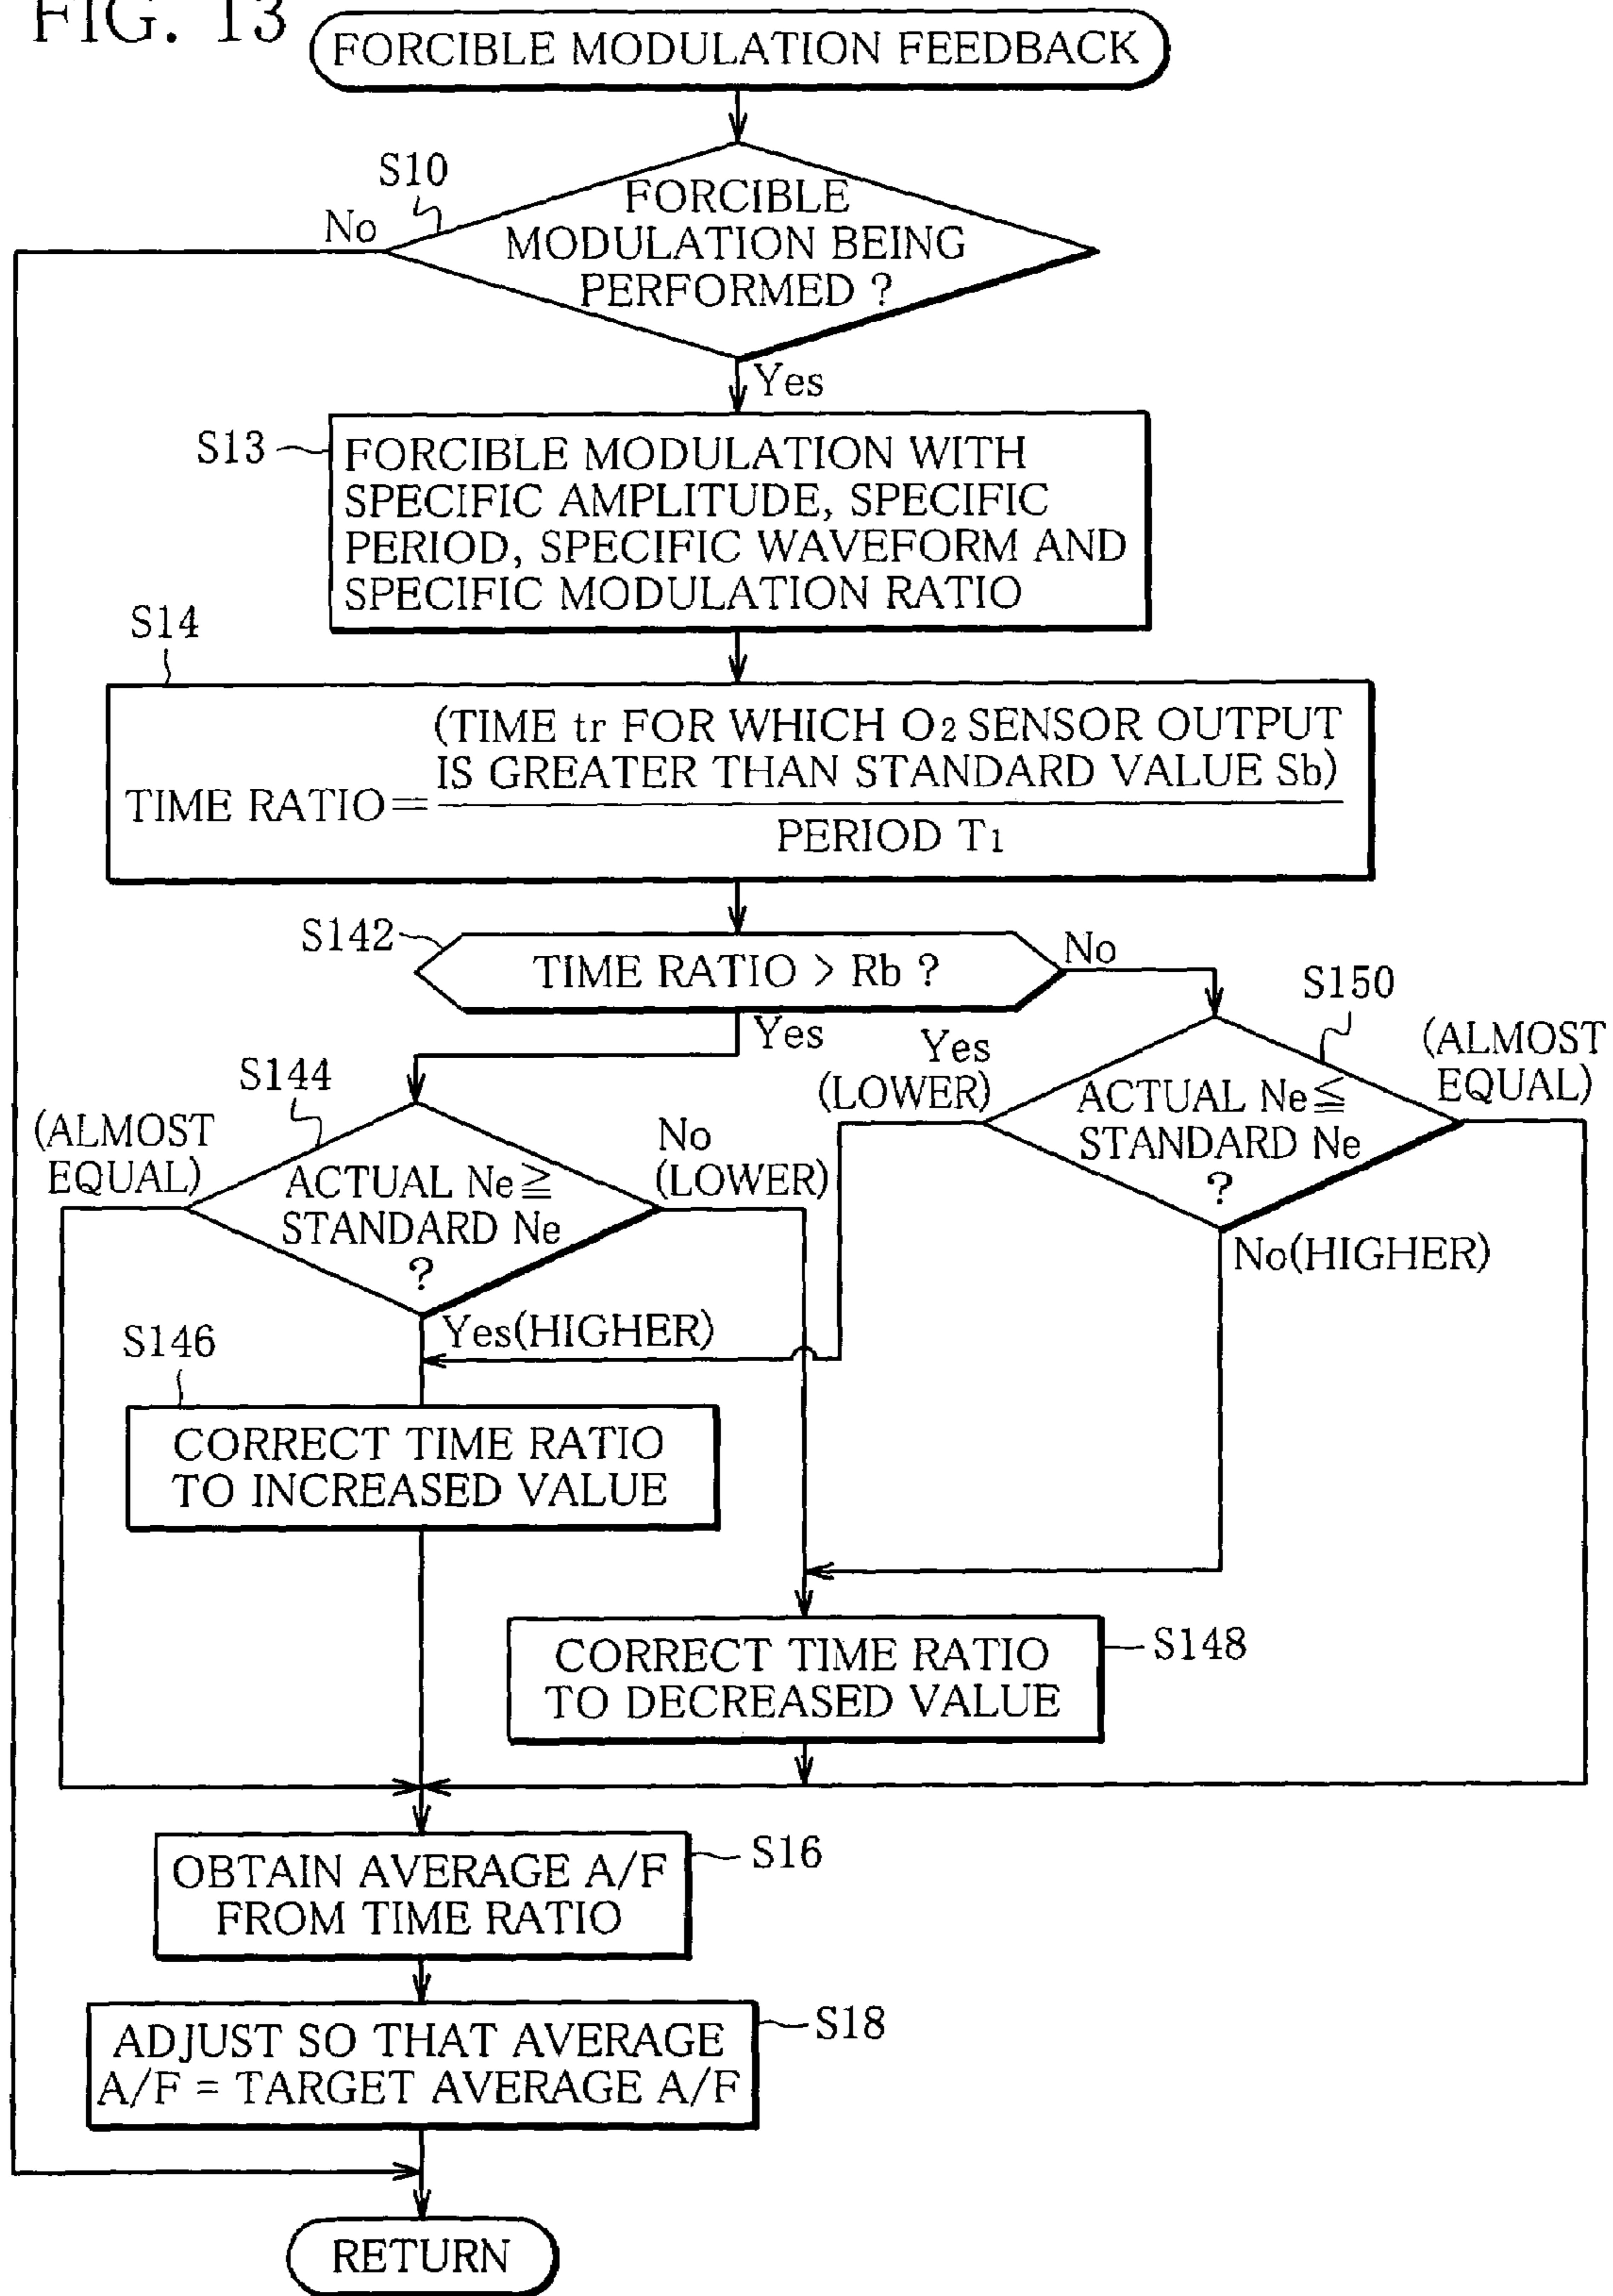 FIG. 13
FORCIBLE MODULATION FEEDBACK
S10
No
FORCIBLE
MODULATION BEING
PERFORMED ?
Yes
S13
FORCIBLE MODULATION WITH
SPECIFIC AMPLITUDE, SPECIFIC
PERIOD, SPECIFIC WAVEFORM AND
SPECIFIC MODULATION RATIO
S14
TIME RATIO=
(TIME tr FOR WHICH O2 SENSOR OUTPUT
IS GREATER THAN STANDARD VALUE Sb)
PERIOD T1
S142
TIME RATIO > Rb ?
No
Yes
S150
Yes
(LOWER)
ACTUAL Ne≦
STANDARD Ne
?
(ALMOST
EQUAL)
No(HIGHER)
S144
(ALMOST
EQUAL)
ACTUAL Ne≧
STANDARD Ne
?
No
(LOWER)
Yes(HIGHER)
S146
CORRECT TIME RATIO
TO INCREASED VALUE
CORRECT TIME RATIO
TO DECREASED VALUE
S148
OBTAIN AVERAGE A/F
FROM TIME RATIO
S16
ADJUST SO THAT AVERAGE
A/F = TARGET AVERAGE A/F
S18
RETURN